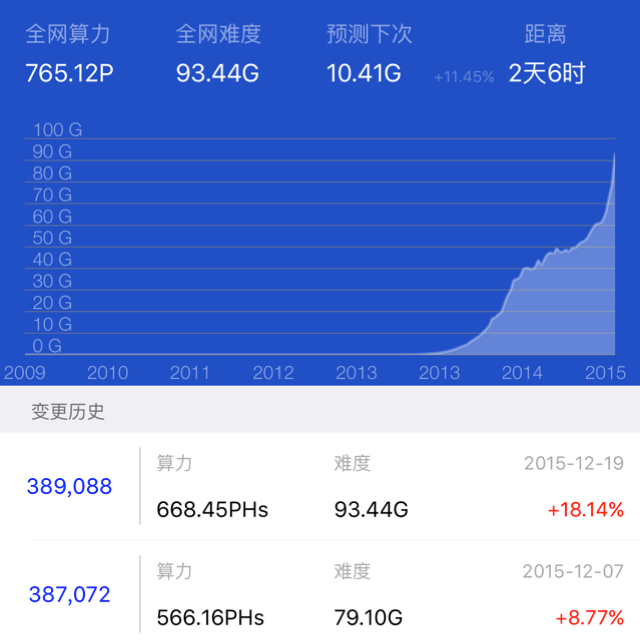 全网算力 全网难度 预测下次 距离
765.12P 93.44G 10.41G +11.45% 2天6时
100 G
90 G
80 G
70 G
60 G
50 G
40 G
30 G
20 G
10 G
0 G
2009 2010 2011 2012 2013 2013 2014 2015
变更历史
389,088
算力 难度 2015-12-19
668.45PHs 93.44G +18.14%
387,072
算力 难度 2015-12-07
566.16PHs 79.10G +8.77%